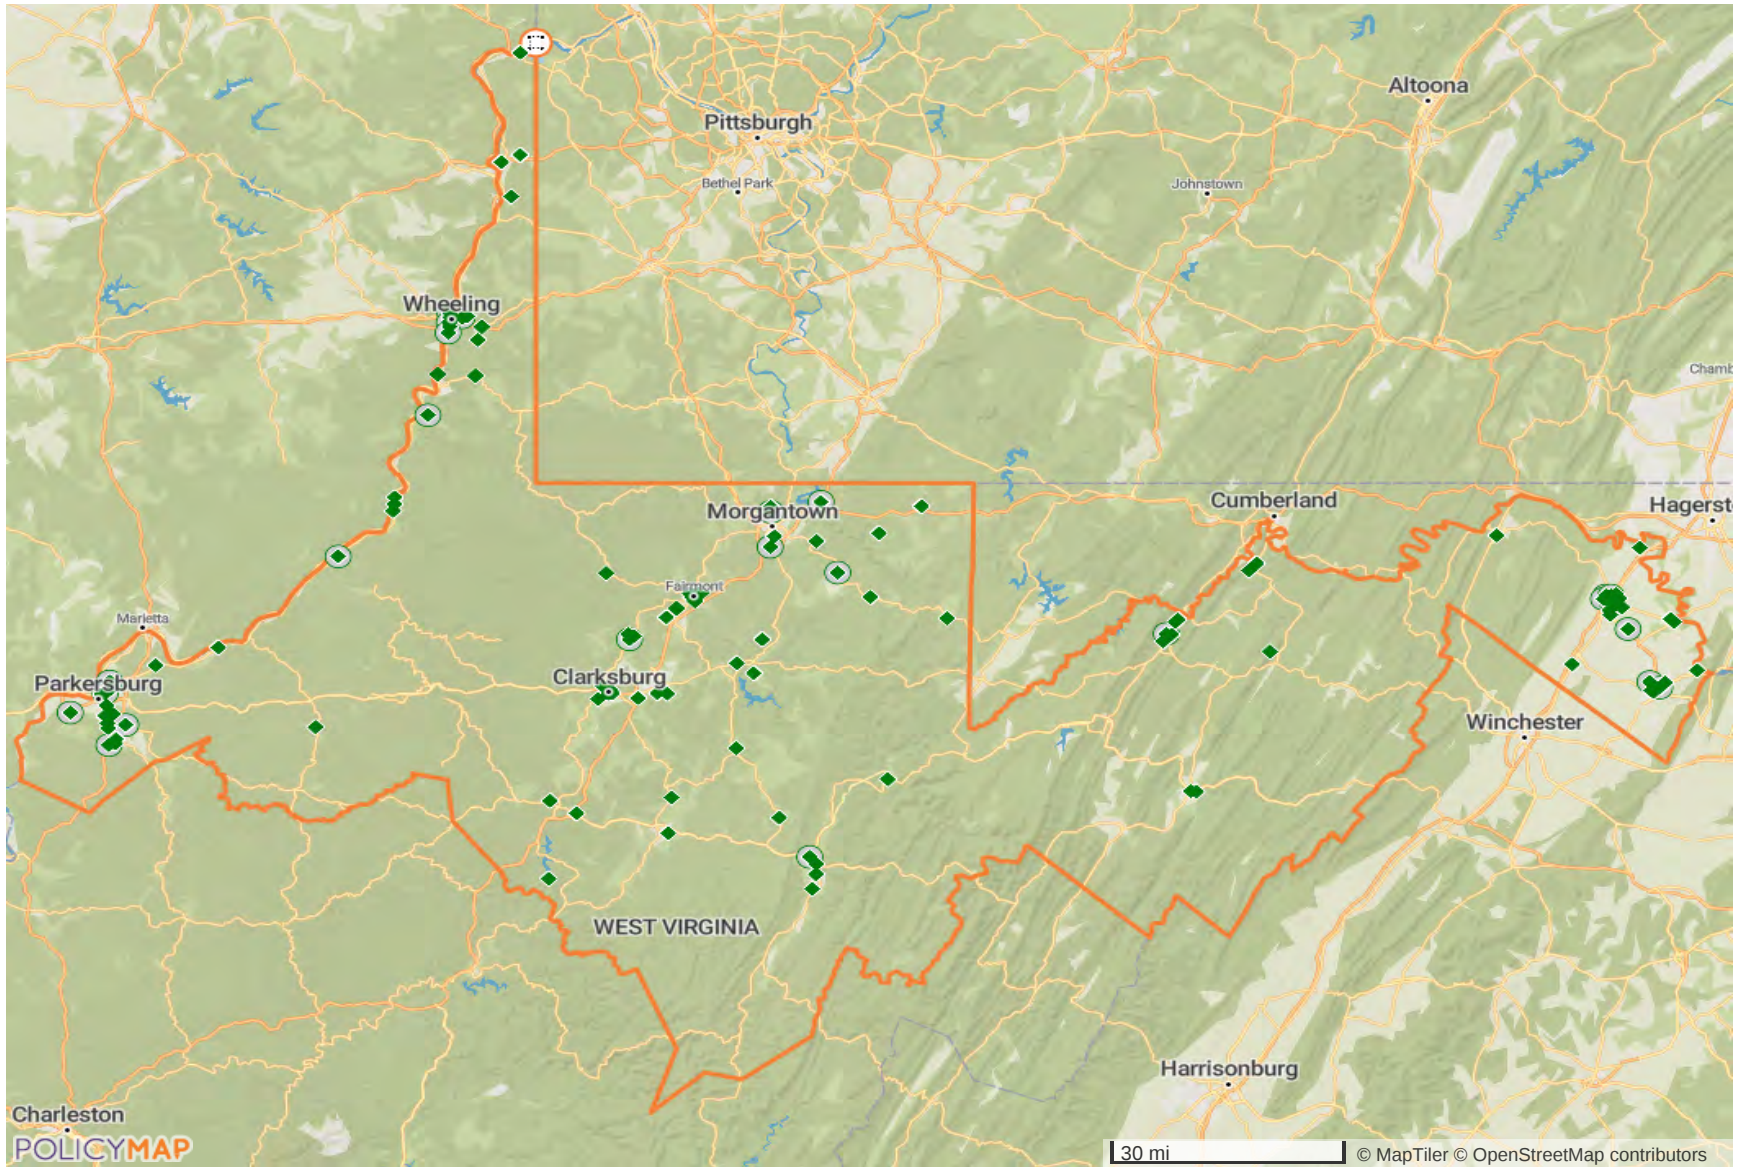 Altoona
Pittsburgh
Bethel Park
Johnstown
Wheeling
Chamb
Cumberland
Hagerst
Morgantown
Fairmont
Marietta
Clarksburg
Parkersburg
Winchester
WEST VIRGINIA
Harrisonburg
Charleston
POLICYMAP
30 mi
© MapTiler © OpenStreetMap contributors